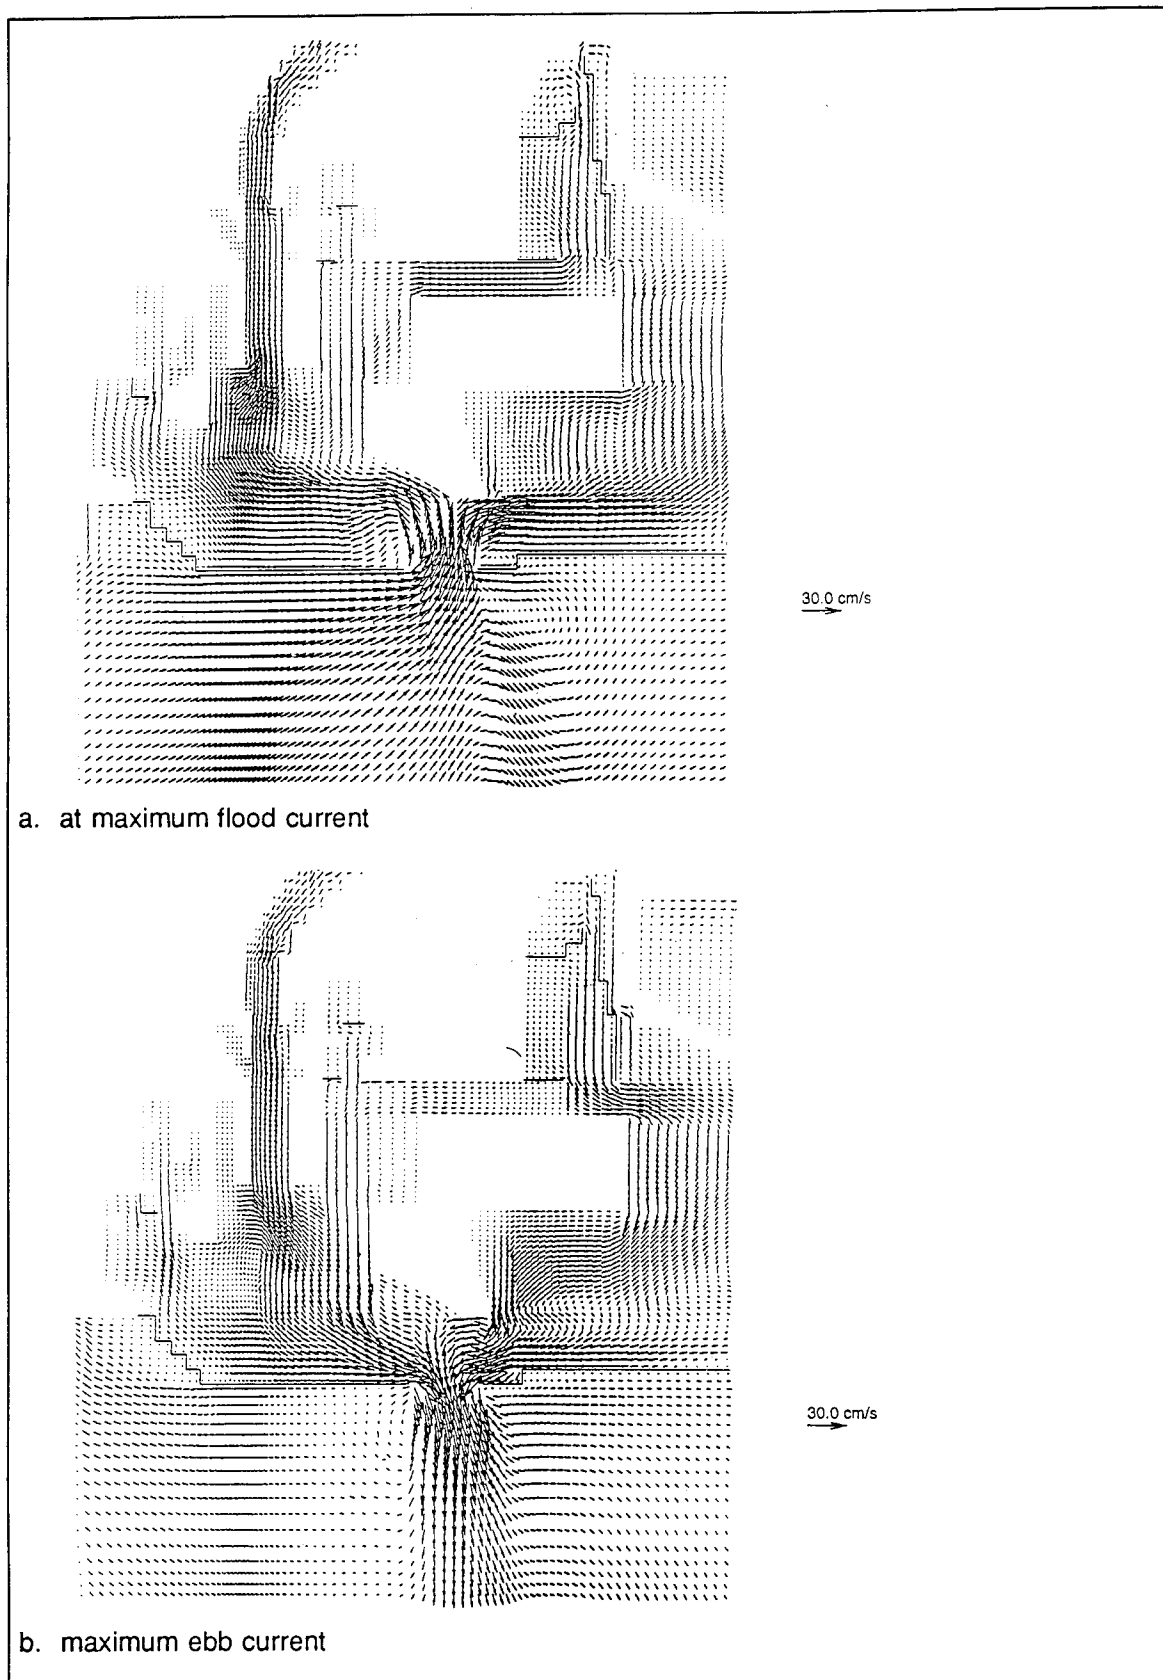 30.0 cm/s
a. at maximum flood current
30.0 cm/s
b. maximum ebb current